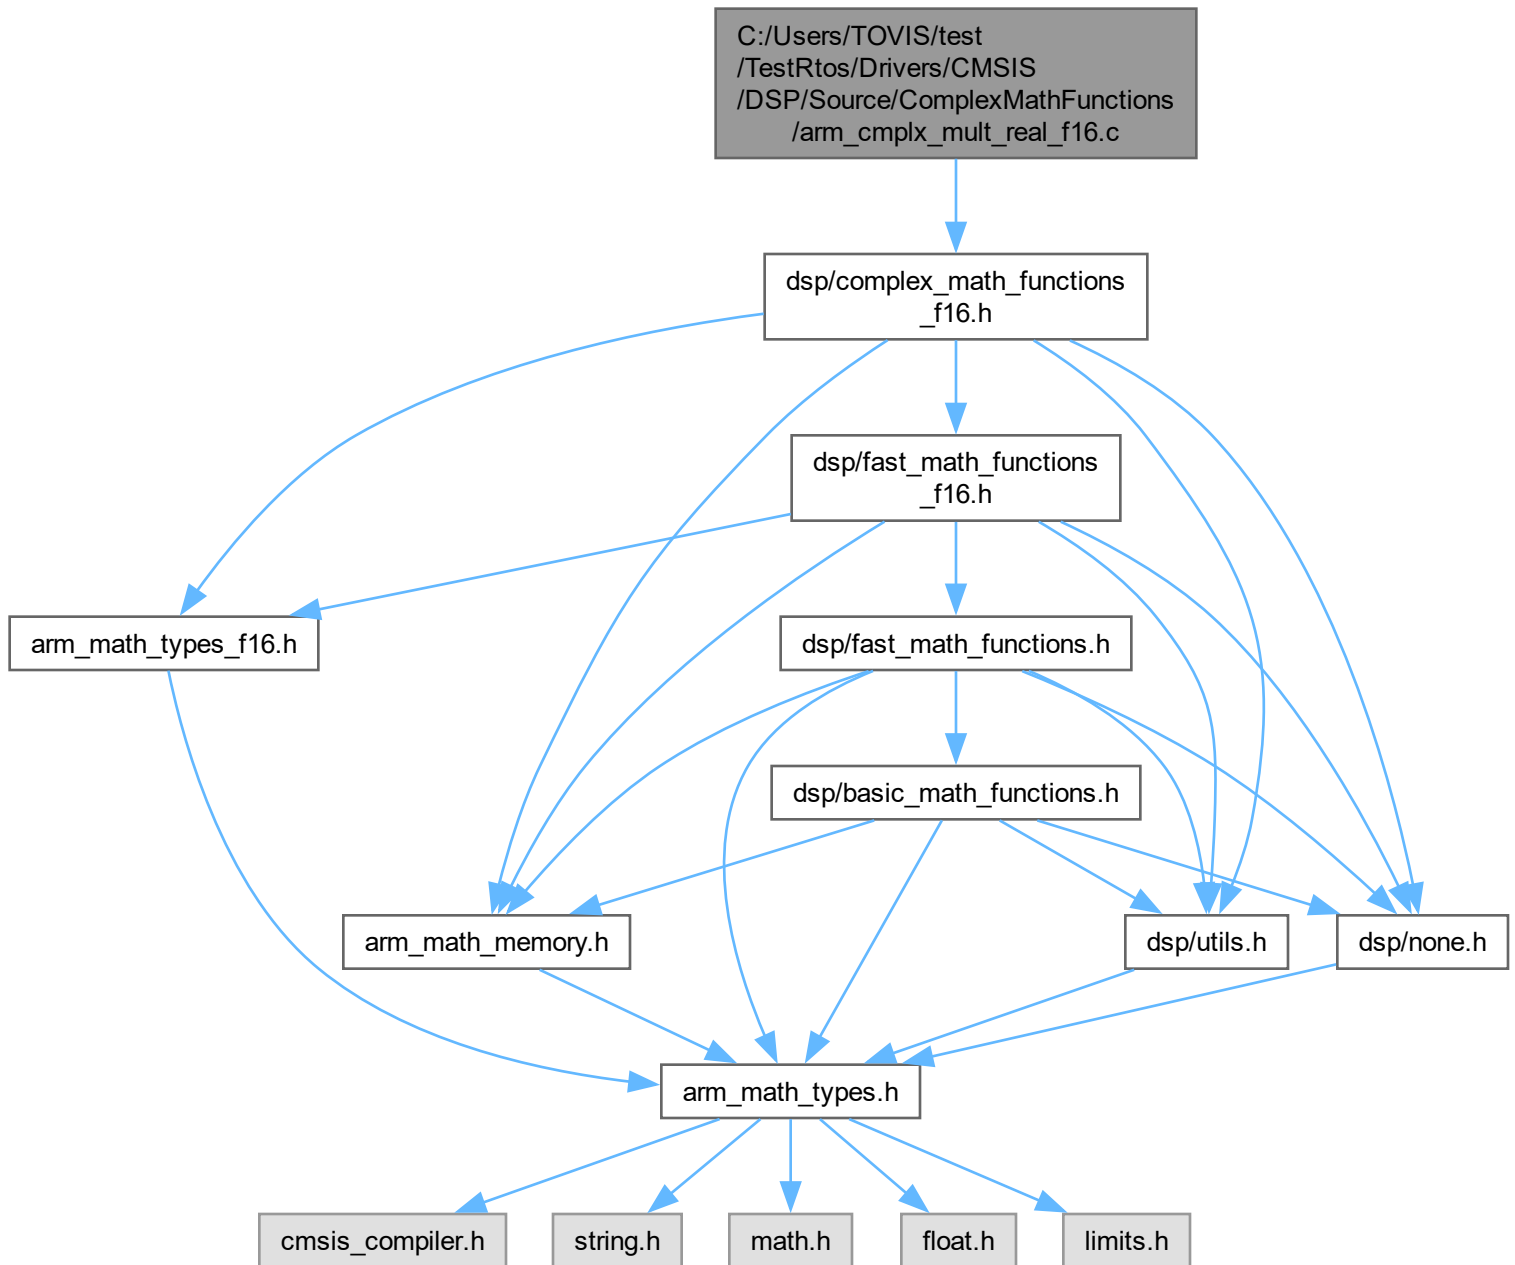 C:/Users/TOVIS/test
/TestRtos/Drivers/CMSIS
/DSP/Source/ComplexMathFunctions
/arm_cmplx_mult_real_f16.c
dsp/complex_math_functions
_f16.h
dsp/fast_math_functions
_f16.h
arm_math_types_f16.h
dsp/fast_math_functions.h
dsp/basic_math_functions.h
arm_math_memory.h
dsp/utils.h
dsp/none.h
arm_math_types.h
cmsis_compiler.h
string.h
math.h
float.h
limits.h